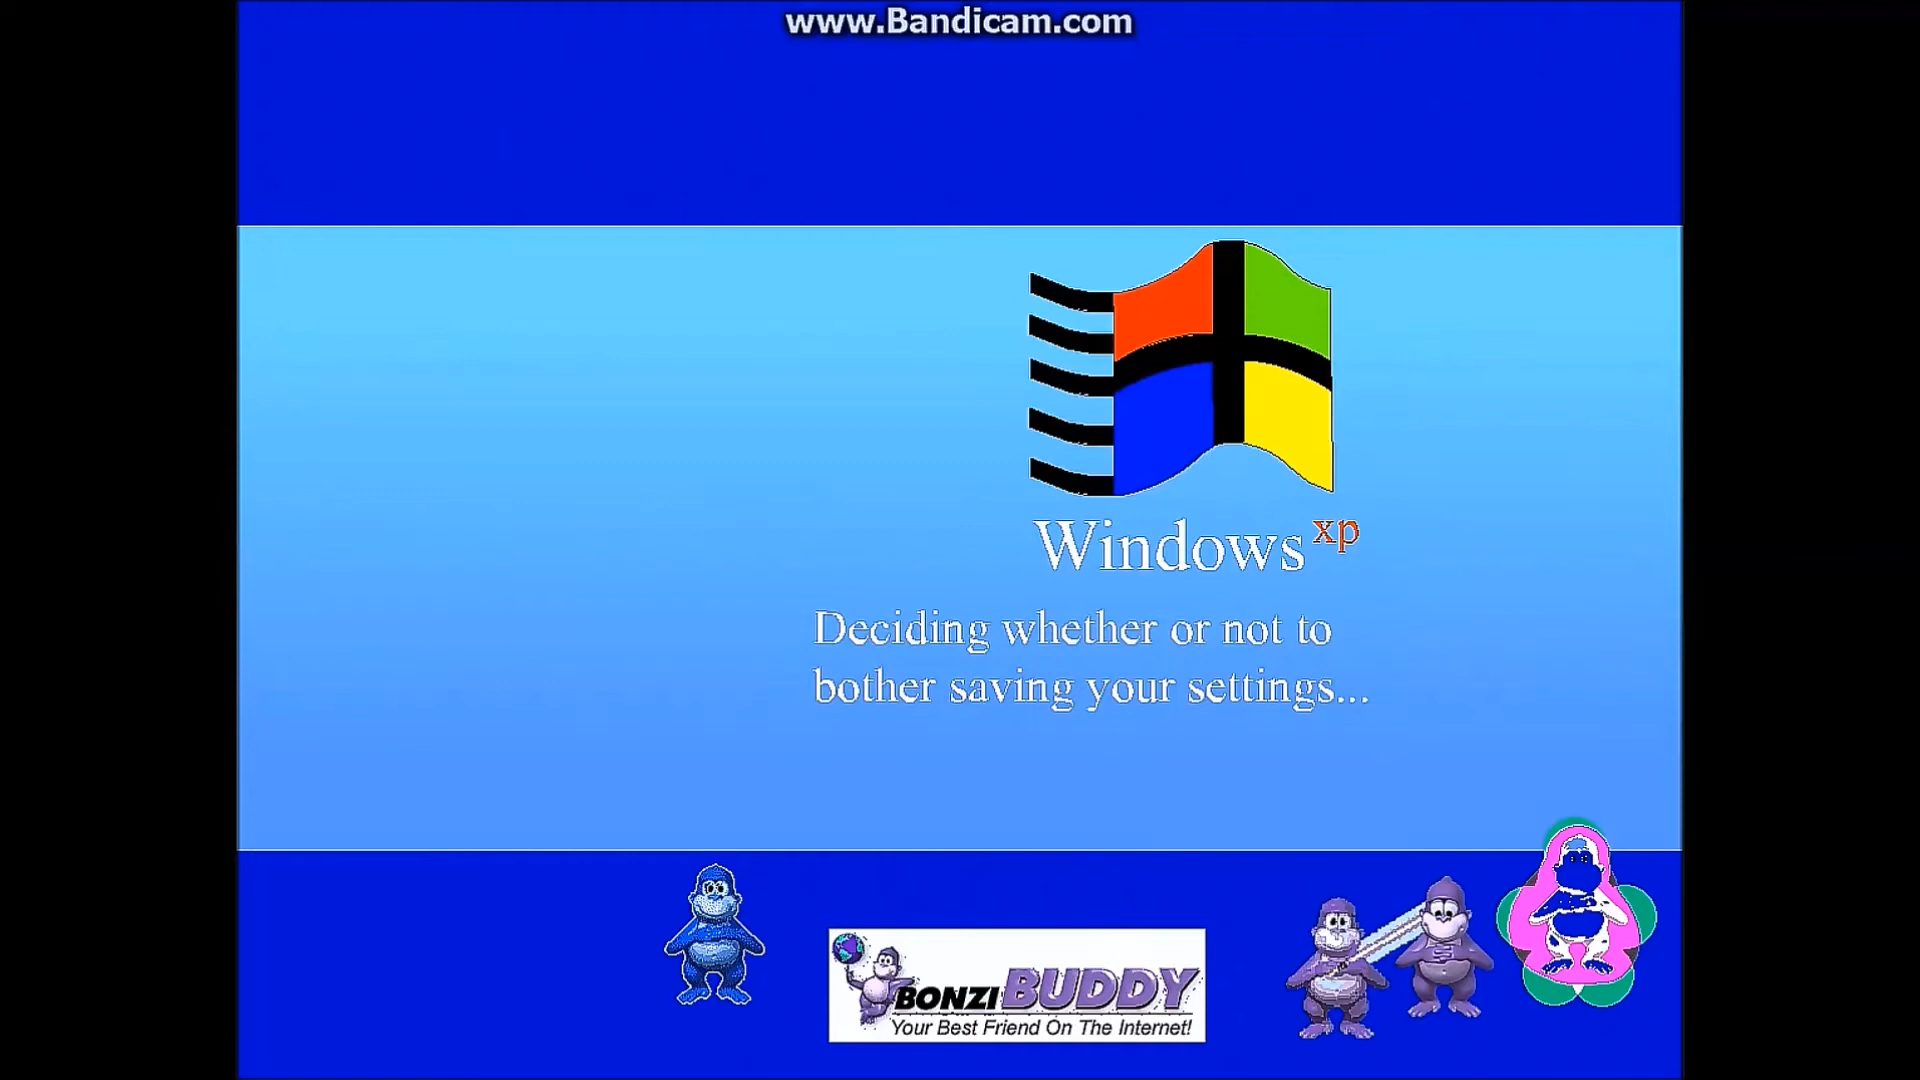 www.Bandicam.com
Windows xp
Deciding whether or not to
bother saving your settings...
BONZI BUDDY
Your Best Friend On The Internet!